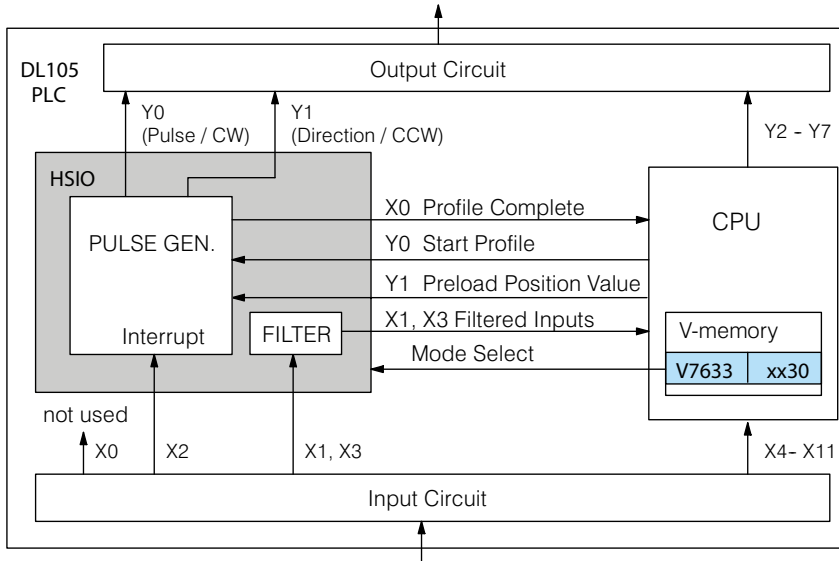 DL105
PLC
Output Circuit
Y0
(Pulse / CW)
Y1
(Direction / CCW)
Y2 - Y7
HSIO
PULSE GEN.
Interrupt
FILTER
X0 Profile Complete
Y0 Start Profile
Y1 Preload Position Value
X1, X3 Filtered Inputs
Mode Select
CPU
V-memory
V7633 xx30
not used
X0
X2
X1, X3
X4- X11
Input Circuit